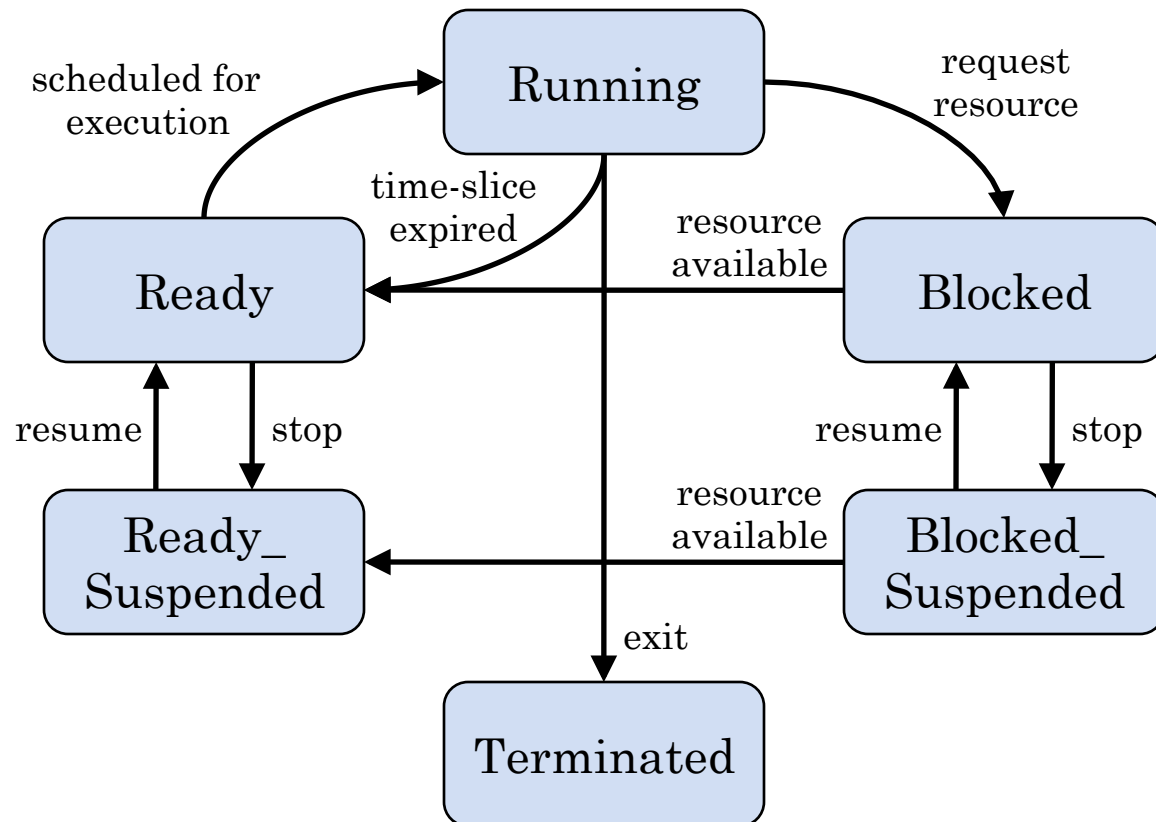 Running
scheduled for
execution
request
resource
time-slice
expired
resource
available
Ready
Blocked
resume
stop
resume
stop
resource
available
Ready_
Suspended
Blocked_
Suspended
exit
Terminated